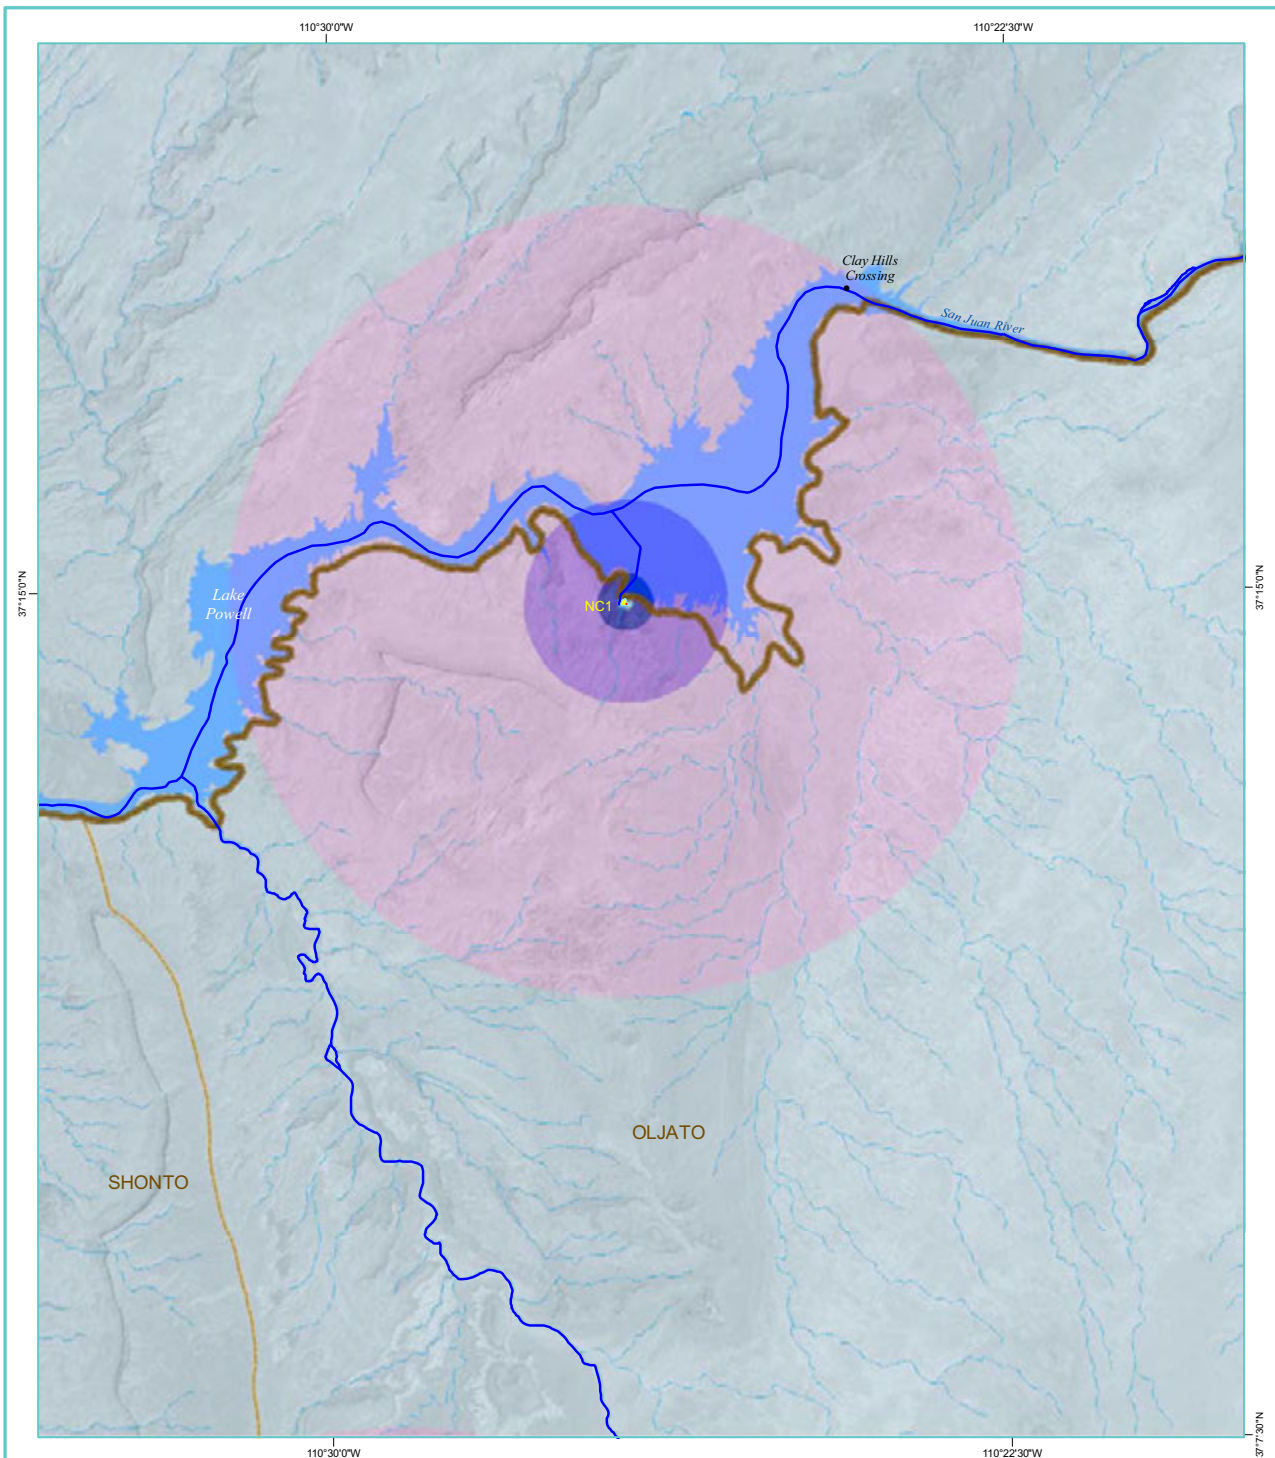 110°30'0"W
110°22'30"W
Clay Hills
Crossing
San Juan River
37°15'0"N
37°15'0"N
Lake
Powell
NC1
OLJATO
SHONTO
37°7'30"N
110°30'0"W
110°22'30"W